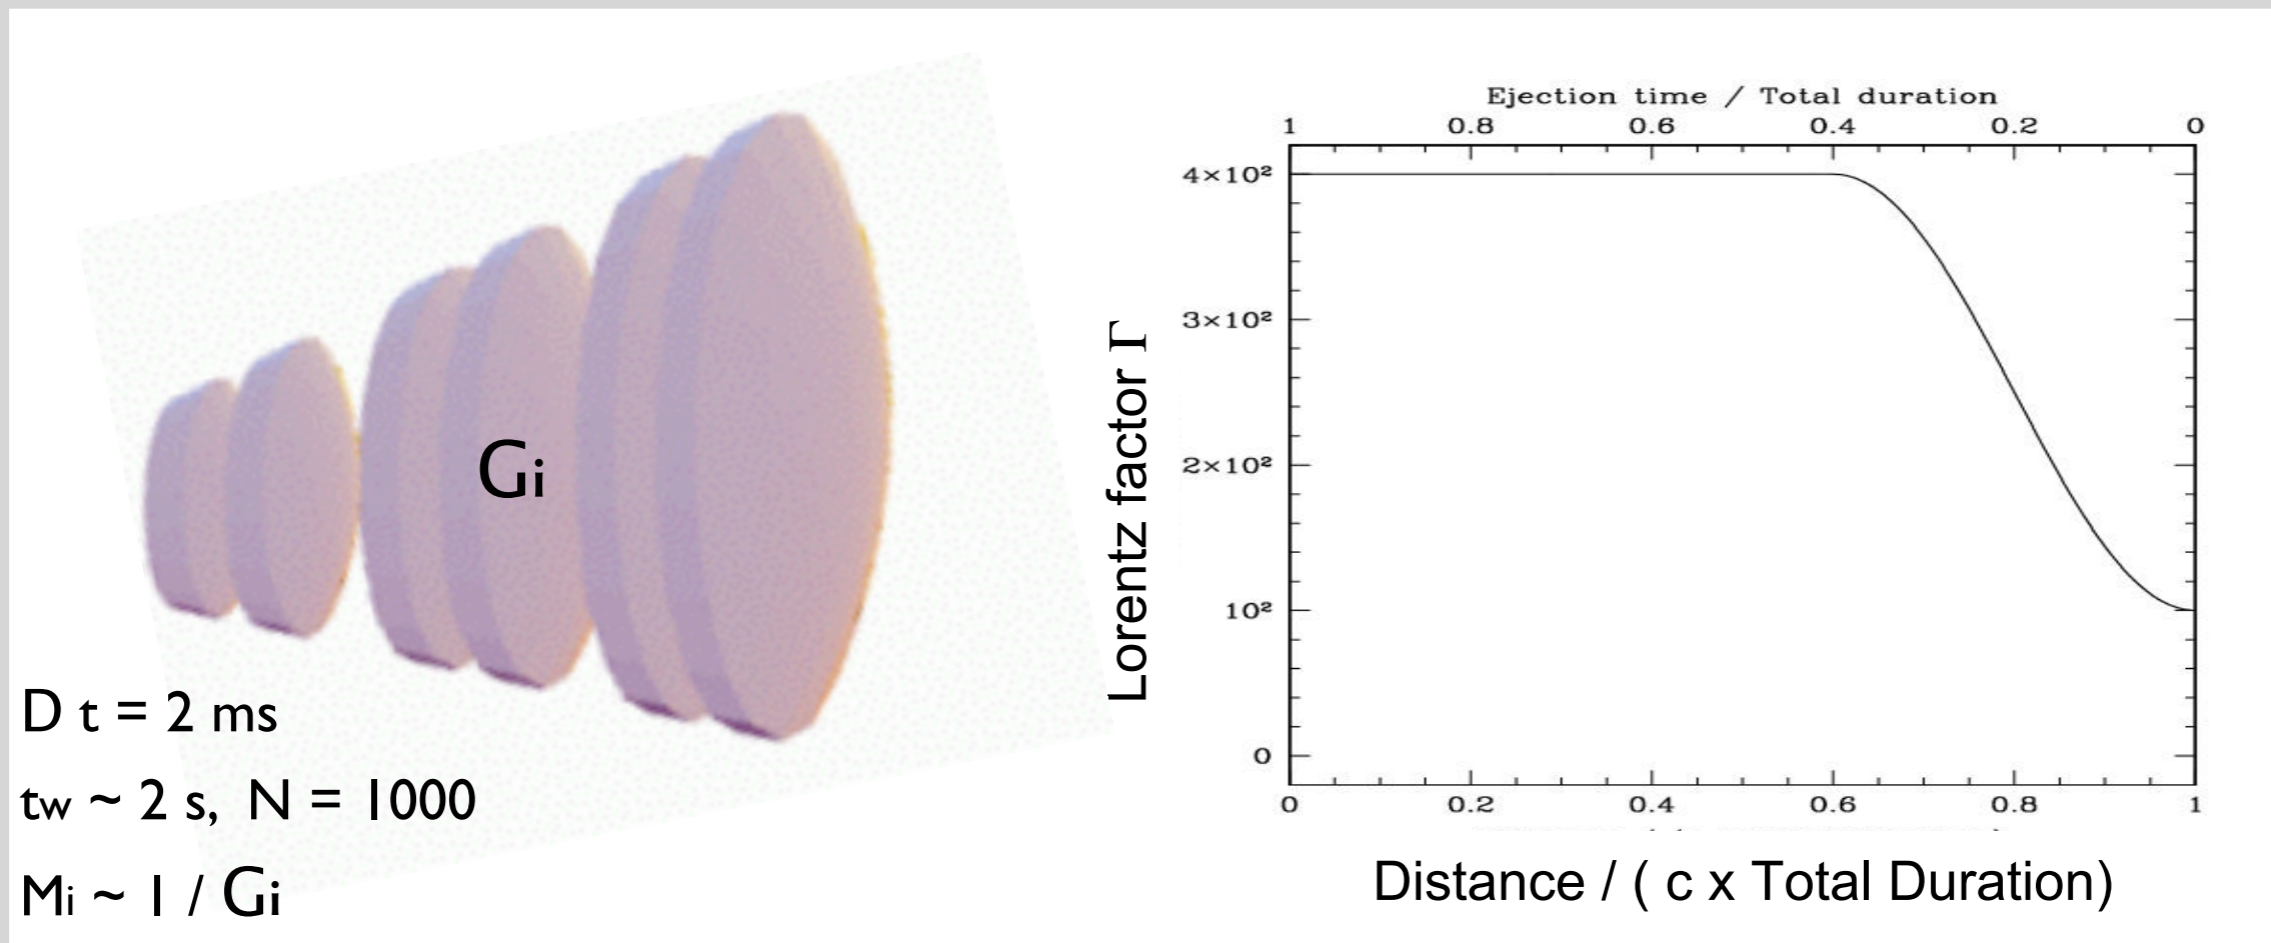 Gi
D t = 2 ms
tw ~ 2 s, N = 1000
Mi ~ 1 / Gi
Ejection time / Total duration
1 0.8 0.6 0.4 0.2 0
4×10²
3×10²
2×10²
10²
0
Lorentz factor Γ
0 0.2 0.4 0.6 0.8 1
Distance / ( c x Total Duration)